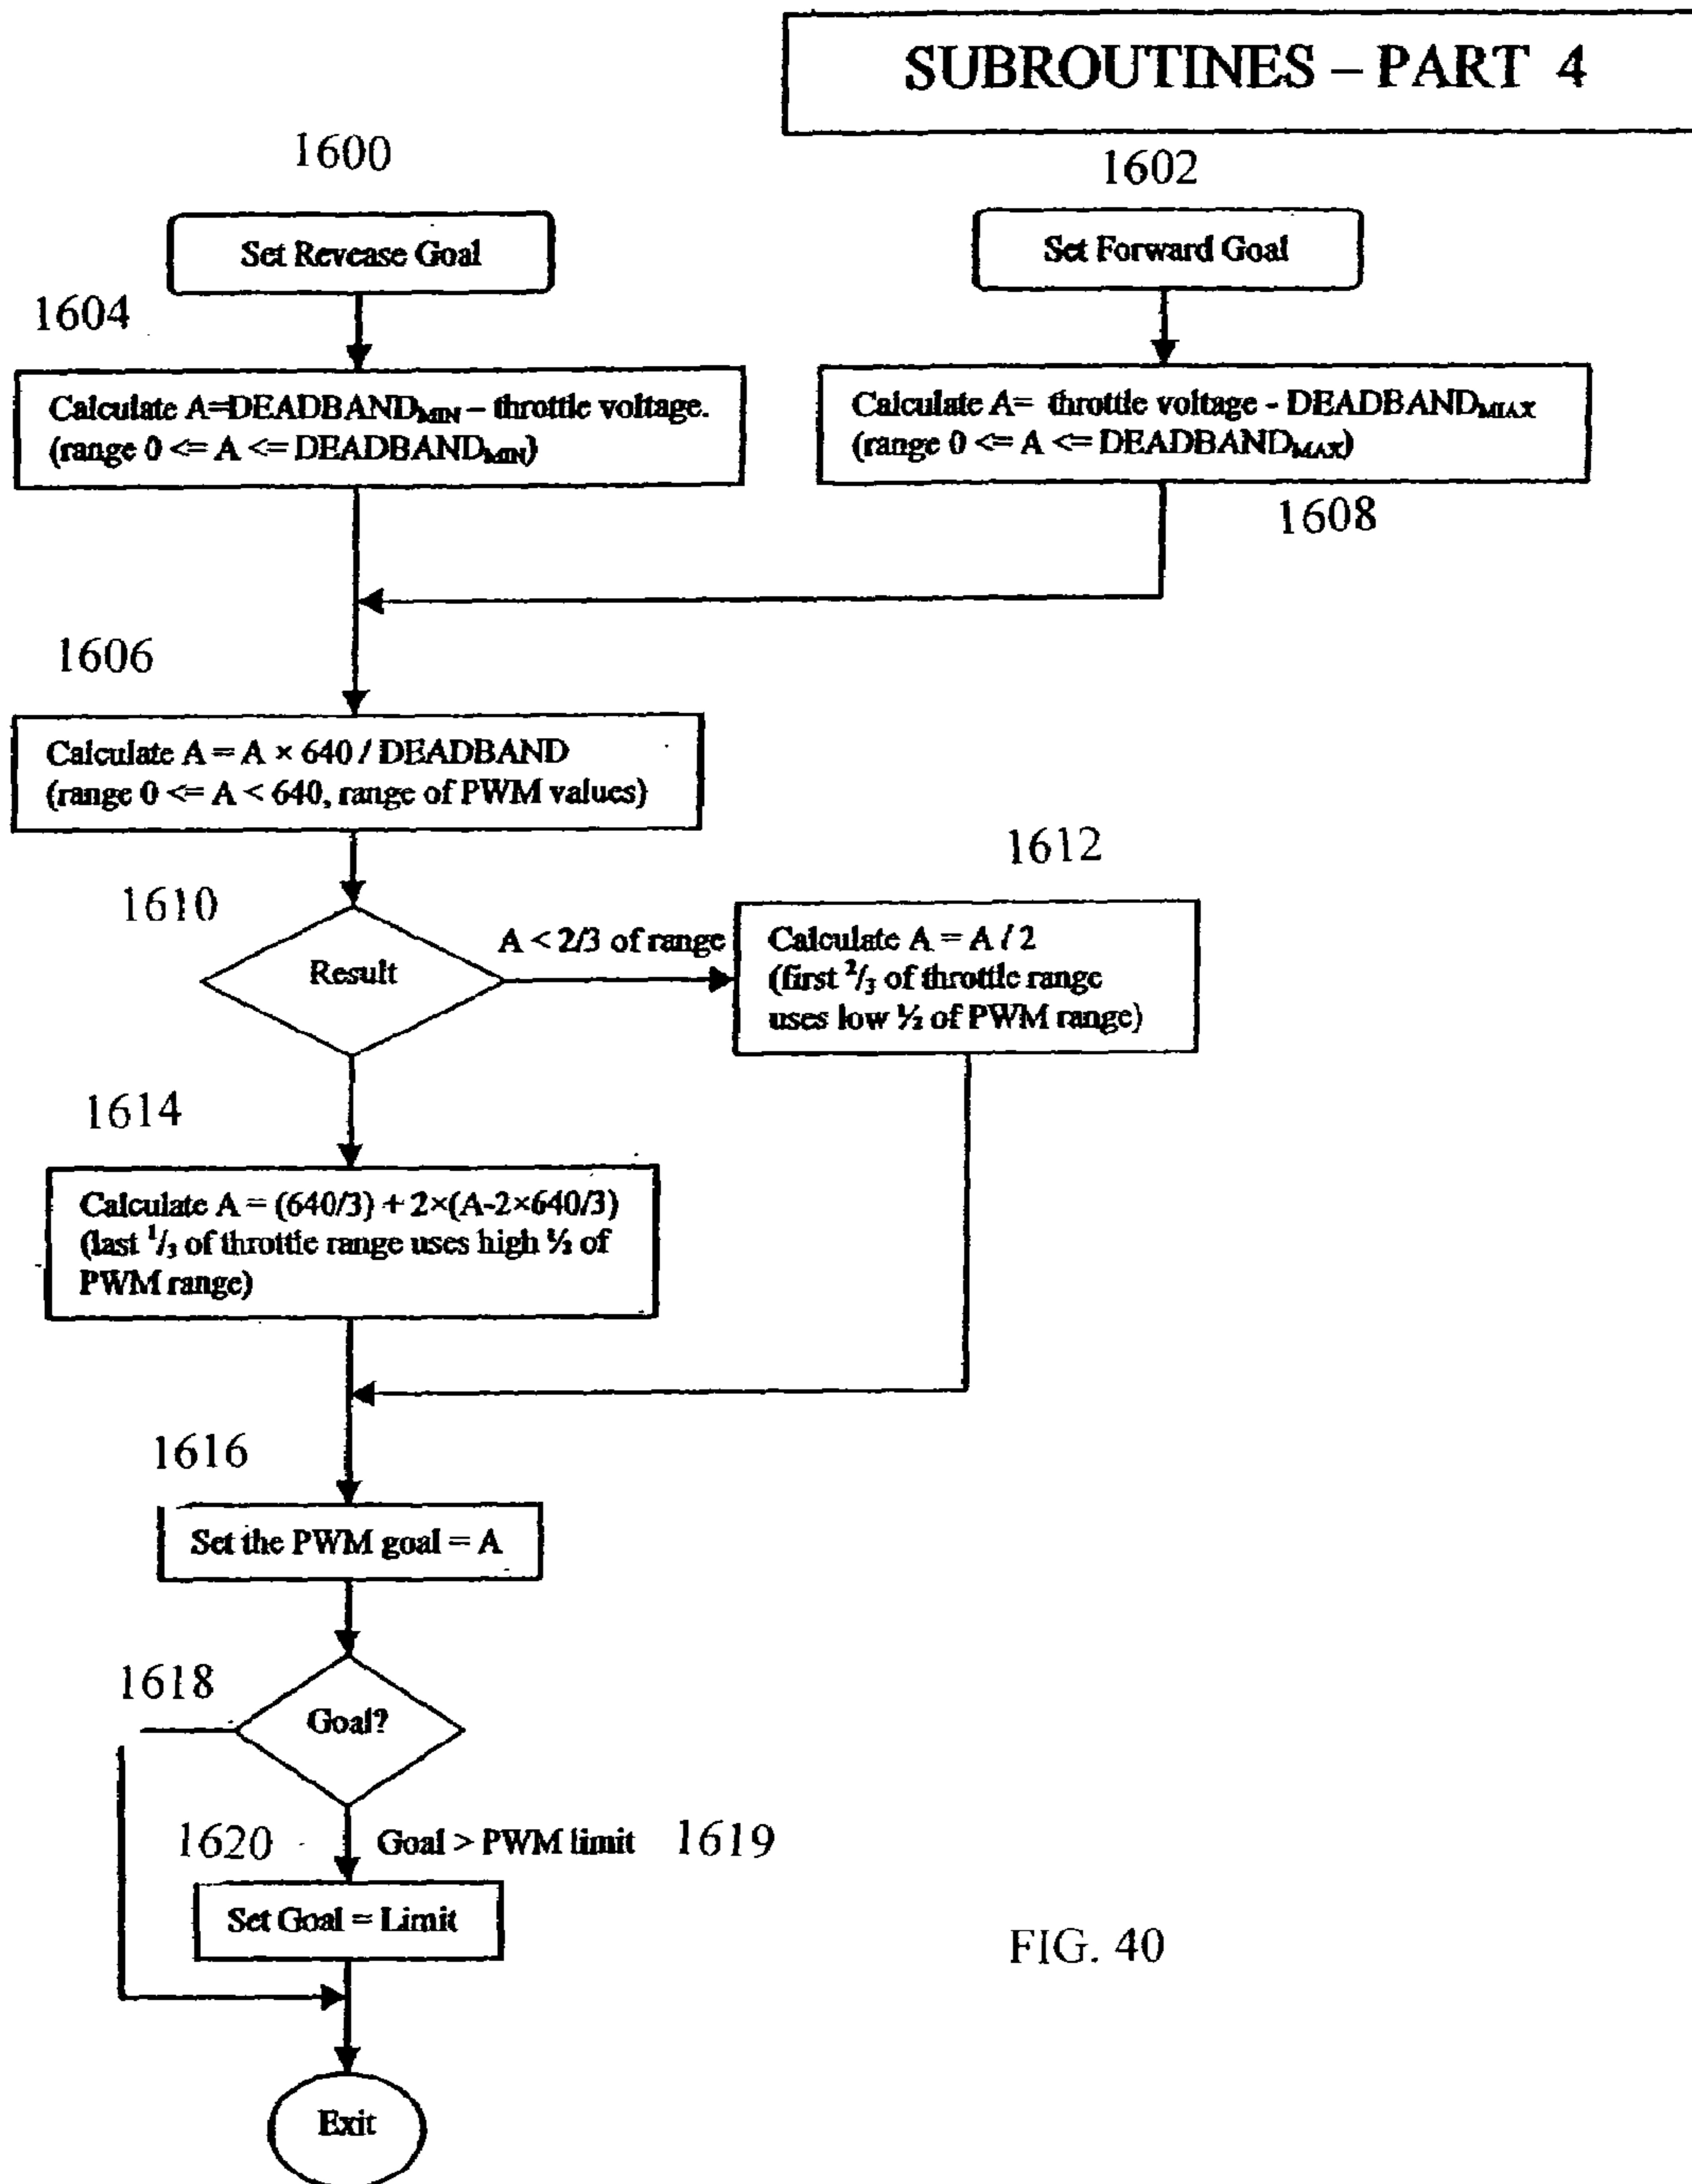 SUBROUTINES – PART 4
1600
1602
Set Revease Goal
Set Forward Goal
1604
Calculate A=DEADBANDMIN – throttle voltage.
(range 0 <= A <= DEADBANDMIN)
Calculate A= throttle voltage - DEADBANDMAX
(range 0 <= A <= DEADBANDMAX)
1608
1606
Calculate A = A × 640 / DEADBAND
(range 0 <= A < 640, range of PWM values)
1610
Result
A < 2/3 of range
1612
Calculate A = A / 2
(first 2/3 of throttle range
uses low ½ of PWM range)
1614
Calculate A = (640/3) + 2×(A-2×640/3)
(last 1/3 of throttle range uses high ½ of
PWM range)
1616
Set the PWM goal = A
1618
Goal?
1620
Goal > PWM limit
1619
Set Goal = Limit
FIG. 40
Exit